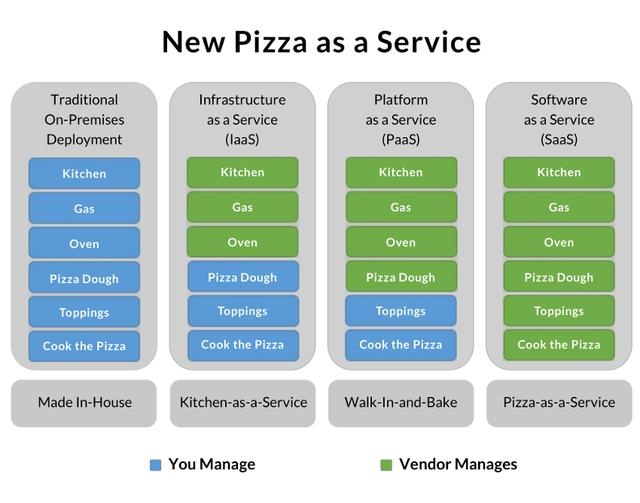 New Pizza as a Service
Traditional
On-Premises
Deployment
Kitchen
Gas
Oven
Pizza Dough
Toppings
Cook the Pizza
Made In-House
Infrastructure
as a Service
(IaaS)
Kitchen
Gas
Oven
Pizza Dough
Toppings
Cook the Pizza
Kitchen-as-a-Service
Platform
as a Service
(PaaS)
Kitchen
Gas
Oven
Pizza Dough
Toppings
Cook the Pizza
Walk-In-and-Bake
Software
as a Service
(SaaS)
Kitchen
Gas
Oven
Pizza Dough
Toppings
Cook the Pizza
Pizza-as-a-Service
You Manage
Vendor Manages